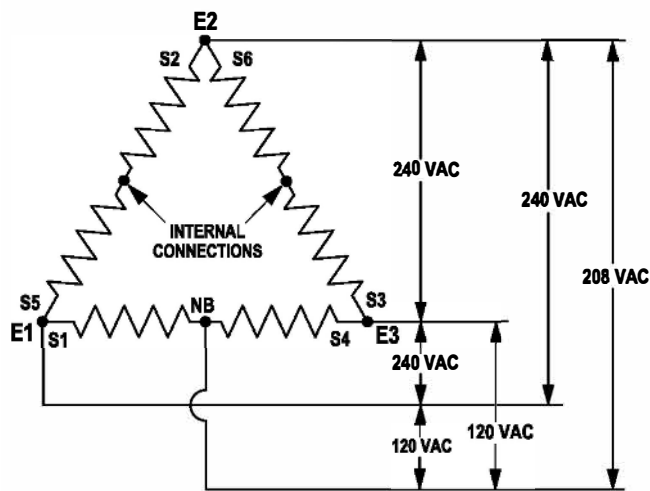 E2
S2
S6
240 VAC
240 VAC
INTERNAL
CONNECTIONS
208 VAC
S5
NB
S3
E1
S1
S4
E3
240 VAC
120 VAC
120 VAC